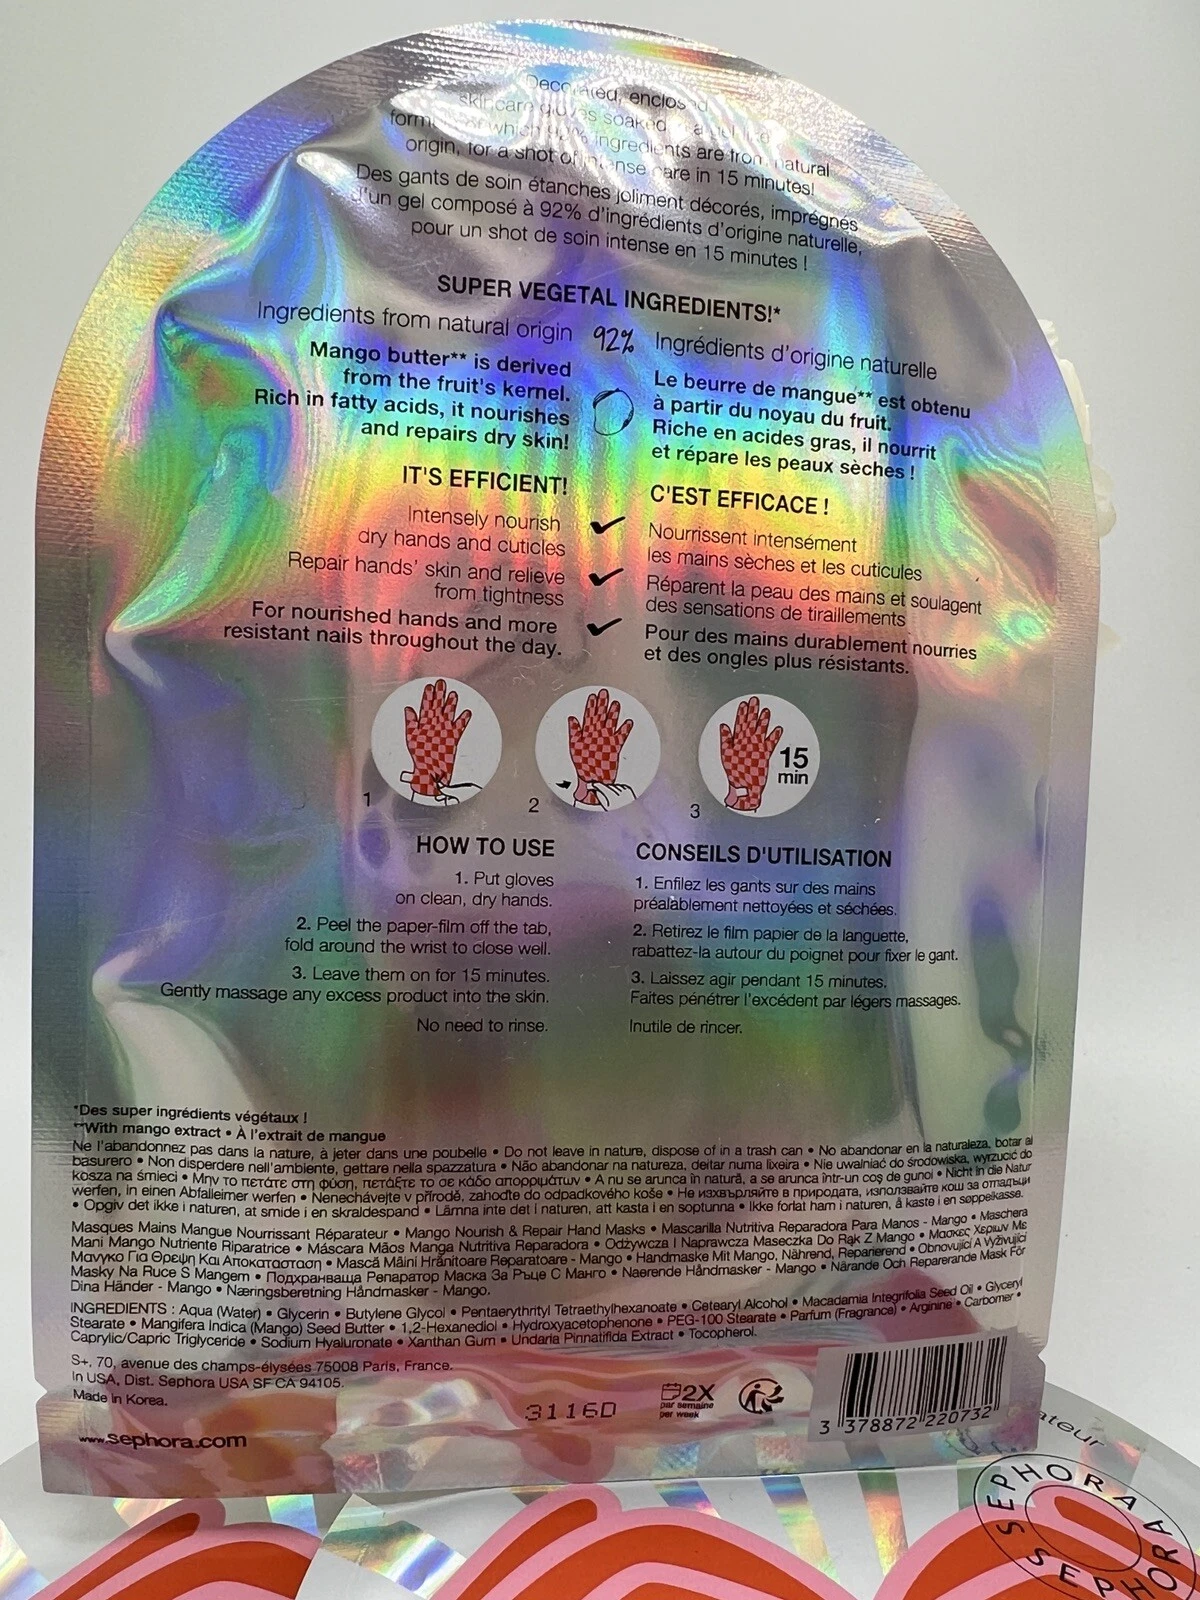 Decorated, enclosed
skincare gloves soaked
which 92% ingredients are from natural
origin, for a shot of intense care in 15 minutes!
Des gants de soin étanches joliment décorés, imprégnés
d'un gel composé à 92% d'ingrédients d'origine naturelle,
pour un shot de soin intense en 15 minutes !
SUPER VEGETAL INGREDIENTS!*
Ingredients from natural origin 92% Ingrédients d'origine naturelle
Mango butter** is derived
from the fruit's kernel.
Rich in fatty acids, it nourishes
and repairs dry skin!
Le beurre de mangue** est obtenu
à partir du noyau du fruit.
Riche en acides gras, il nourrit
et répare les peaux sèches !
IT'S EFFICIENT!
Intensely nourish
dry hands and cuticles
Repair hands' skin and relieve
from tightness
For nourished hands and more
resistant nails throughout the day.
C'EST EFFICACE !
Nourrissent intensément
les mains sèches et les cuticules
Réparent la peau des mains et soulagent
des sensations de tiraillements
Pour des mains durablement nourries
et des ongles plus résistants.
1
2
3
15
min
HOW TO USE
1. Put gloves
on clean, dry hands.
2. Peel the paper-film off the tab,
fold around the wrist to close well.
3. Leave them on for 15 minutes.
Gently massage any excess product into the skin.
No need to rinse.
CONSEILS D'UTILISATION
1. Enfilez les gants sur des mains
préalablement nettoyées et séchées.
2. Retirez le film papier de la languette,
rabattez-la autour du poignet pour fixer le gant.
3. Laissez agir pendant 15 minutes.
Faites pénétrer l'excédent par légers massages.
Inutile de rincer.
*Des super ingrédients végétaux !
**With mango extract • À l'extrait de mangue
Ne l'abandonnez pas dans la nature, à jeter dans une poubelle • Do not leave in nature, dispose of in a trash can • No abandonar en la naturaleza, botar al
basurero • Non disperdere nell'ambiente, gettare nella spazzatura • Não abandonar na natureza, deitar numa lixeira • Nie uwalniać do środowiska, wyrzucić do
kosza na śmieci • Μην το πετάτε στη φύση, πετάξτε το σε κάδο απορριμάτων • A nu se arunca în natură, a se arunca într-un coș de gunoi • Nicht in die Natur
werfen, in einen Abfalleimer werfen • Nenechávejte v přírodě, zahoďte do odpadkového koše • Не изхвърляйте в природата, използвайте кош за отпадъци
• Opgiv det ikke i naturen, at smide i en skraldespand • Lämna inte det i naturen, att kasta i en soptunna • Ikke forlat ham i naturen, å kaste i en søppelkasse.
Masques Mains Mangue Nourrissant Réparateur • Mango Nourish & Repair Hand Masks • Mascarilla Nutritiva Reparadora Para Manos - Mango • Maschera
Mani Mango Nutriente Riparatrice • Máscara Mãos Manga Nutritiva Reparadora • Odżywcza I Naprawcza Maseczka Do Rąk Z Mango • Μασκες Χεριων Με
Μανγκο Για Θρεψη Και Αποκατασταση • Mască Mâini Hrănitoare Reparatoare - Mango • Handmaske Mit Mango, Nährend, Reparierend • Obnovující A Vyživující
Masky Na Ruce S Mangem • Подхранваща Репаратор Маска За Ръце С Манго • Nærende Håndmasker - Mango • Närande Och Reparerande Mask För
Dina Händer - Mango • Næringsberetning Håndmasker - Mango.
INGREDIENTS : Aqua (Water) • Glycerin • Butylene Glycol • Pentaerythrityl Tetraethylhexanoate • Cetearyl Alcohol • Macadamia Integrifolia Seed Oil • Glyceryl
Stearate • Mangifera Indica (Mango) Seed Butter • 1,2-Hexanediol • Hydroxyacetophenone • PEG-100 Stearate • Parfum (Fragrance) • Arginine • Carbomer •
Caprylic/Capric Triglyceride • Sodium Hyaluronate • Xanthan Gum • Undaria Pinnatifida Extract • Tocopherol.
S+, 70, avenue des champs-élysées 75008 Paris, France.
In USA, Dist. Sephora USA SF CA 94105.
Made in Korea.
www.sephora.com
3116D
2X
par semaine
per week
3 378872 220732
ateur
SEPHORA
SEPHORA